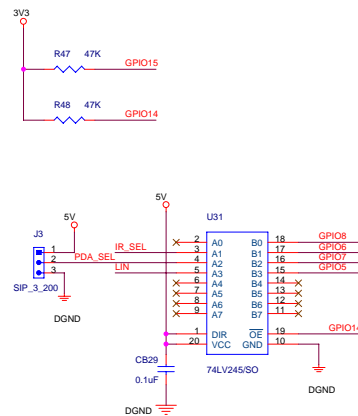 3V3
R47 47K
GPIO15
R48 47K
GPIO14
5V
U31
J3
5V
2 A0 B0 18 GPIO8
1 IR_SEL 3 A1 B1 17 GPIO6
2 PDA_SEL 4 A2 B2 16 GPIO7
3 LIN 5 A3 B3 15 GPIO5
6 A4 B4 14
SIP_3_200 7 A5 B5 13
8 A6 B6 12
9 A7 B7 11
DGND
1 DIR OE 19 GPIO14
20 VCC GND 10
CB29
74LV245/SO
0.1uF
DGND
DGND